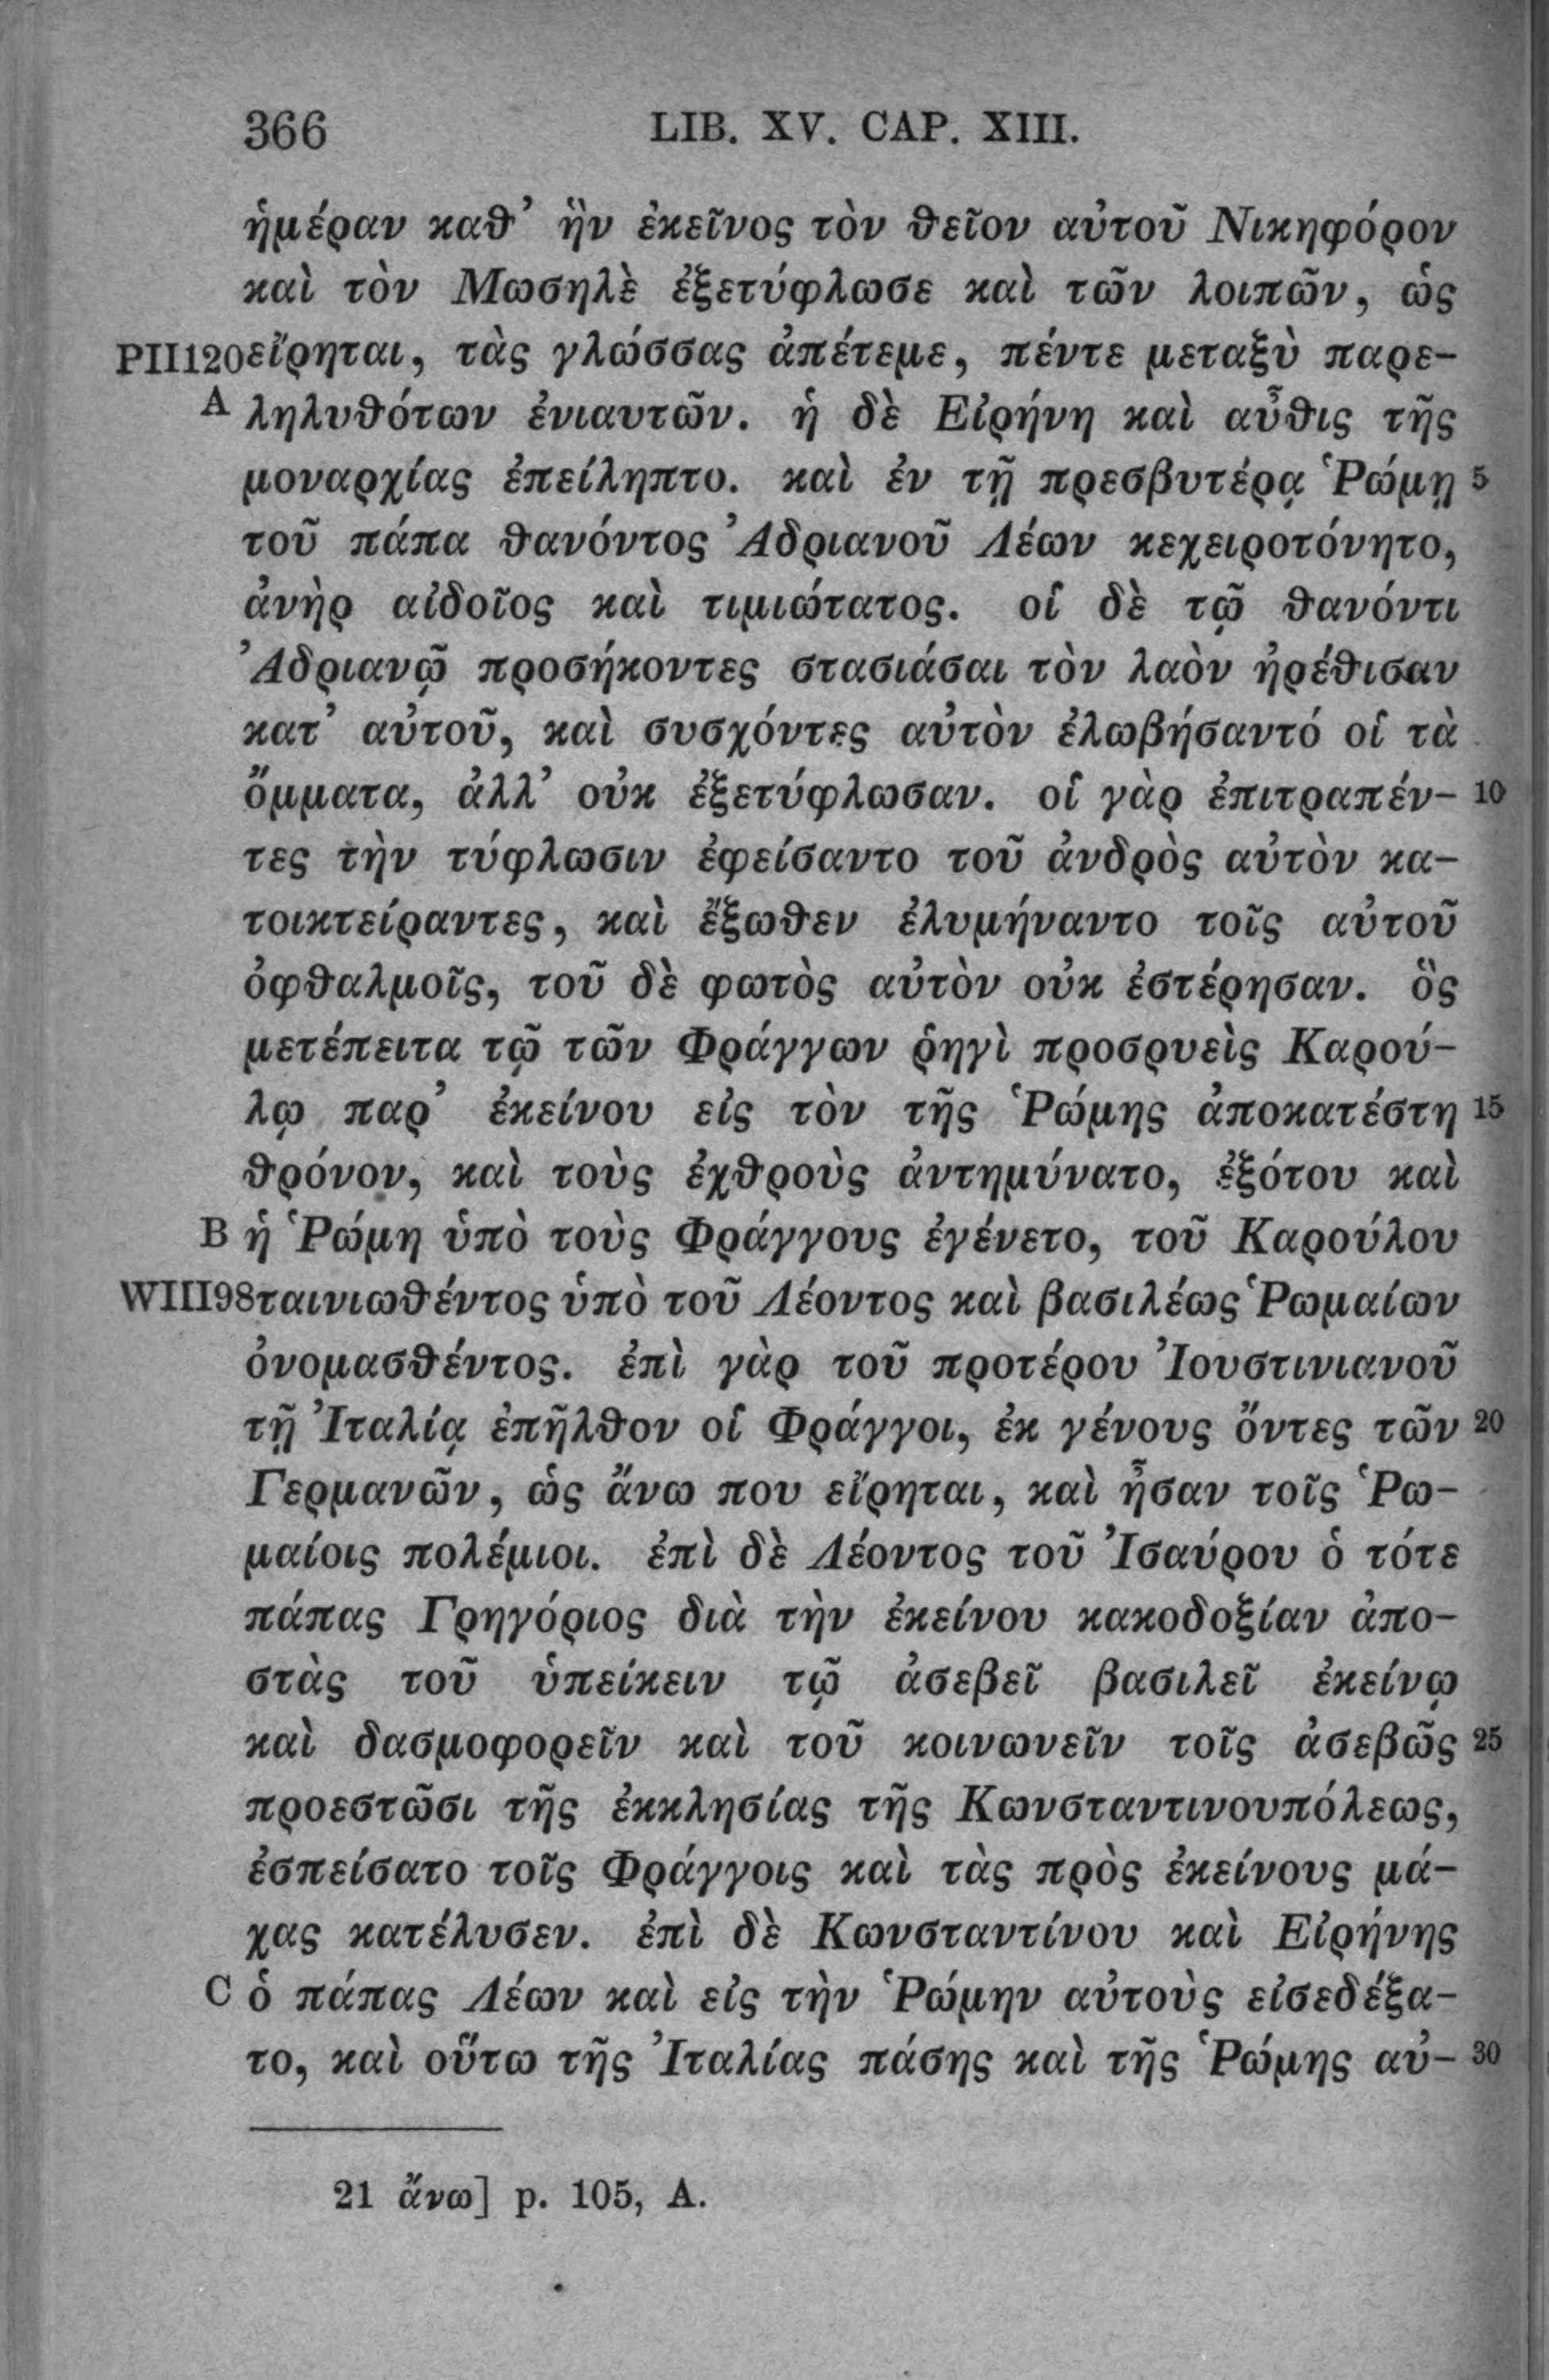 366 LIB. XV. CAP. XIII.
ἡμέραν καθ’ ἣν ἐκεῖνος τὸν θεῖον αὐτοῦ Νικηφόρον
καὶ τὸν Μωσηλὲ ἐξετύφλωσε καὶ τῶν λοιπῶν, ὡς
PII120 εἴρηται, τὰς γλώσσας ἀπέτεμε, πέντε μεταξὺ παρε-
A ληλυθότων ἐνιαυτῶν. ἡ δὲ Εἰρήνη καὶ αὖθις τῆς
μοναρχίας ἐπείληπτο. καὶ ἐν τῇ πρεσβυτέρᾳ Ῥώμῃ 5
τοῦ πάπα θανόντος Ἀδριανοῦ Λέων κεχειροτόνητο,
ἀνὴρ αἰδοῖος καὶ τιμιώτατος. οἱ δὲ τῷ θανόντι
Ἀδριανῷ προσήκοντες στασιάσαι τὸν λαὸν ἠρέθισαν
κατ’ αὐτοῦ, καὶ συσχόντες αὐτὸν ἐλωβήσαντό οἱ τὰ
ὄμματα, ἀλλ’ οὐκ ἐξετύφλωσαν. οἱ γὰρ ἐπιτραπέν- 10
τες τὴν τύφλωσιν ἐφείσαντο τοῦ ἀνδρὸς αὐτὸν κα-
τοικτείραντες, καὶ ἔξωθεν ἐλυμήναντο τοῖς αὐτοῦ
ὀφθαλμοῖς, τοῦ δὲ φωτὸς αὐτὸν οὐκ ἐστέρησαν. ὃς
μετέπειτα τῷ τῶν Φράγγων ῥηγὶ προσρυεὶς Καρού-
λῳ παρ’ ἐκείνου εἰς τὸν τῆς Ῥώμης ἀποκατέστη 15
θρόνον, καὶ τοὺς ἐχθροὺς ἀντημύνατο, ἐξότου καὶ
B ἡ Ῥώμη ὑπὸ τοὺς Φράγγους ἐγένετο, τοῦ Καρούλου
WIII98 ταινιωθέντος ὑπὸ τοῦ Λέοντος καὶ βασιλέως Ῥωμαίων
ὀνομασθέντος. ἐπὶ γὰρ τοῦ προτέρου Ἰουστινιανοῦ
τῇ Ἰταλίᾳ ἐπῆλθον οἱ Φράγγοι, ἐκ γένους ὄντες τῶν 20
Γερμανῶν, ὡς ἄνω που εἴρηται, καὶ ἦσαν τοῖς Ῥω-
μαίοις πολέμιοι. ἐπὶ δὲ Λέοντος τοῦ Ἰσαύρου ὁ τότε
πάπας Γρηγόριος διὰ τὴν ἐκείνου κακοδοξίαν ἀπο-
στὰς τοῦ ὑπείκειν τῷ ἀσεβεῖ βασιλεῖ ἐκείνῳ
καὶ δασμοφορεῖν καὶ τοῦ κοινωνεῖν τοῖς ἀσεβῶς 25
προεστῶσι τῆς ἐκκλησίας τῆς Κωνσταντινουπόλεως,
ἐσπείσατο τοῖς Φράγγοις καὶ τὰς πρὸς ἐκείνους μά-
χας κατέλυσεν. ἐπὶ δὲ Κωνσταντίνου καὶ Εἰρήνης
C ὁ πάπας Λέων καὶ εἰς τὴν Ῥώμην αὐτοὺς εἰσεδέξα-
το, καὶ οὕτω τῆς Ἰταλίας πάσης καὶ τῆς Ῥώμης αὐ- 30
21 ἄνω] p. 105, A.